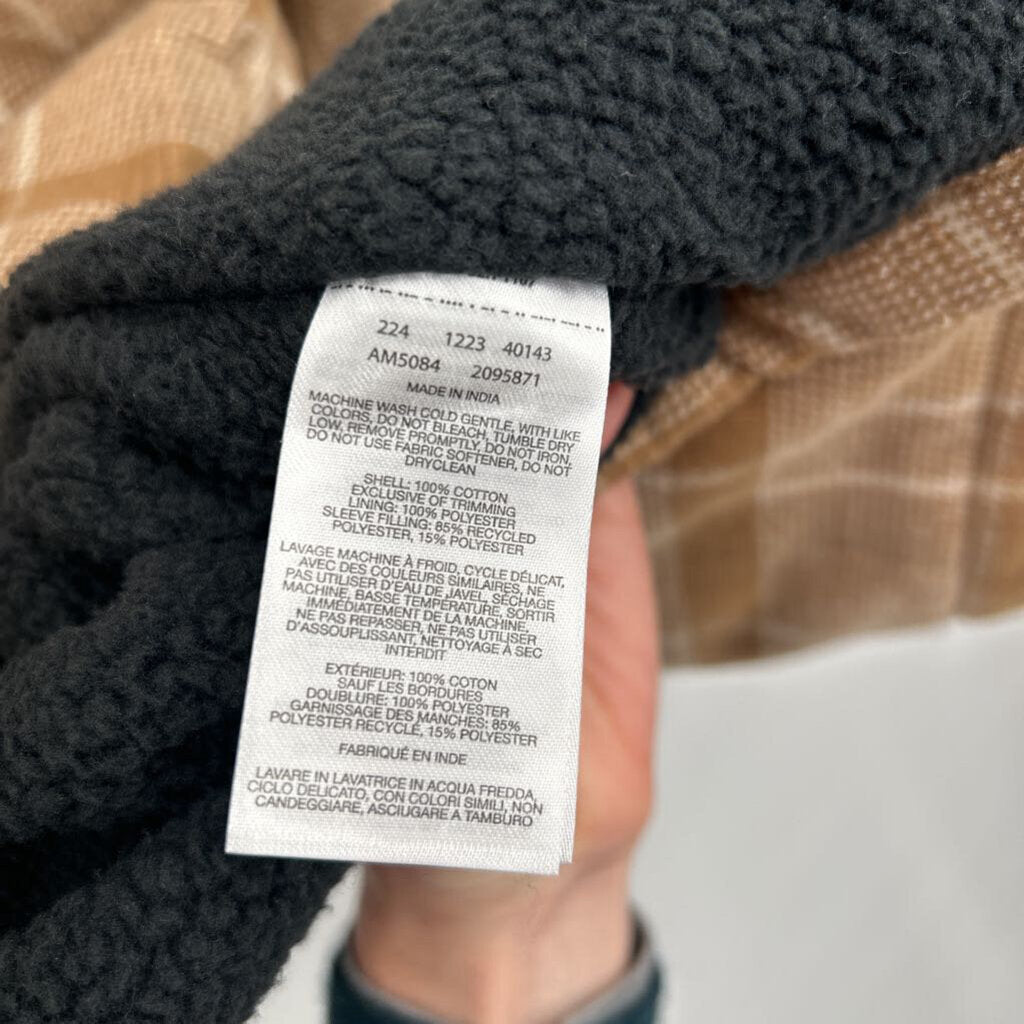 224 1223 40143
AM5084 2095871
MADE IN INDIA
MACHINE WASH COLD GENTLE, WITH LIKE
COLORS, DO NOT BLEACH, TUMBLE DRY
LOW, REMOVE PROMPTLY, DO NOT IRON,
DO NOT USE FABRIC SOFTENER, DO NOT
DRYCLEAN
SHELL: 100% COTTON
EXCLUSIVE OF TRIMMING
LINING: 100% POLYESTER
SLEEVE FILLING: 85% RECYCLED
POLYESTER, 15% POLYESTER
LAVAGE MACHINE À FROID, CYCLE DÉLICAT,
AVEC DES COULEURS SIMILAIRES, NE
PAS UTILISER D'EAU DE JAVEL, SÉCHAGE
MACHINE, BASSE TEMPÉRATURE, SORTIR
IMMÉDIATEMENT DE LA MACHINE,
NE PAS REPASSER, NE PAS UTILISER
D'ASSOUPLISSANT, NETTOYAGE À SEC
INTERDIT
EXTÉRIEUR: 100% COTON
SAUF LES BORDURES
DOUBLURE: 100% POLYESTER
GARNISSAGE DES MANCHES: 85%
POLYESTER RECYCLÉ, 15% POLYESTER
FABRIQUÉ EN INDE
LAVARE IN LAVATRICE IN ACQUA FREDDA,
CICLO DELICATO, CON COLORI SIMILI, NON
CANDEGGIARE, ASCIUGARE A TAMBURO